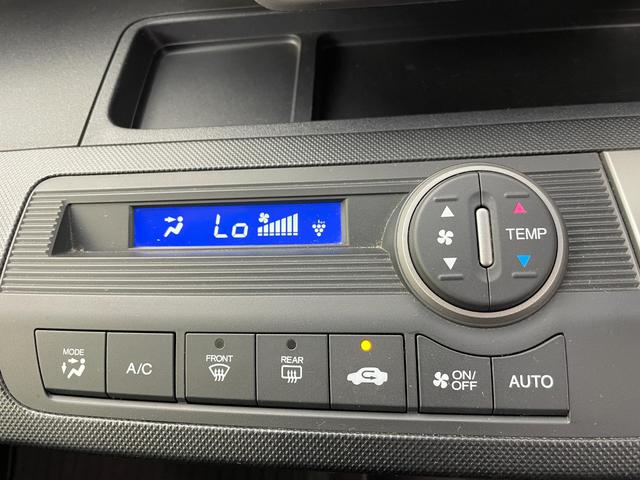 Lo
TEMP
MODE
A/C
FRONT
REAR
ON/
OFF
AUTO